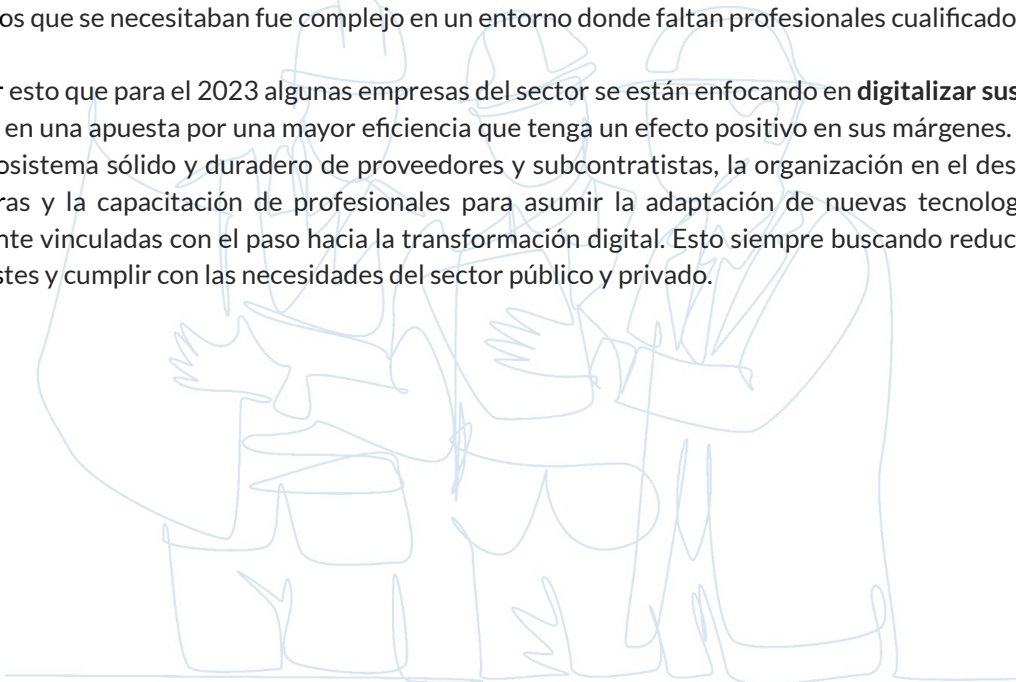 os que se necesitaban fue complejo en un entorno donde faltan profesionales cualificado
r esto que para el 2023 algunas empresas del sector se están enfocando en digitalizar sus
en una apuesta por una mayor eficiencia que tenga un efecto positivo en sus márgenes.
osistema sólido y duradero de proveedores y subcontratistas, la organización en el des
ras y la capacitación de profesionales para asumir la adaptación de nuevas tecnolog
nte vinculadas con el paso hacia la transformación digital. Esto siempre buscando reduc
stes y cumplir con las necesidades del sector público y privado.